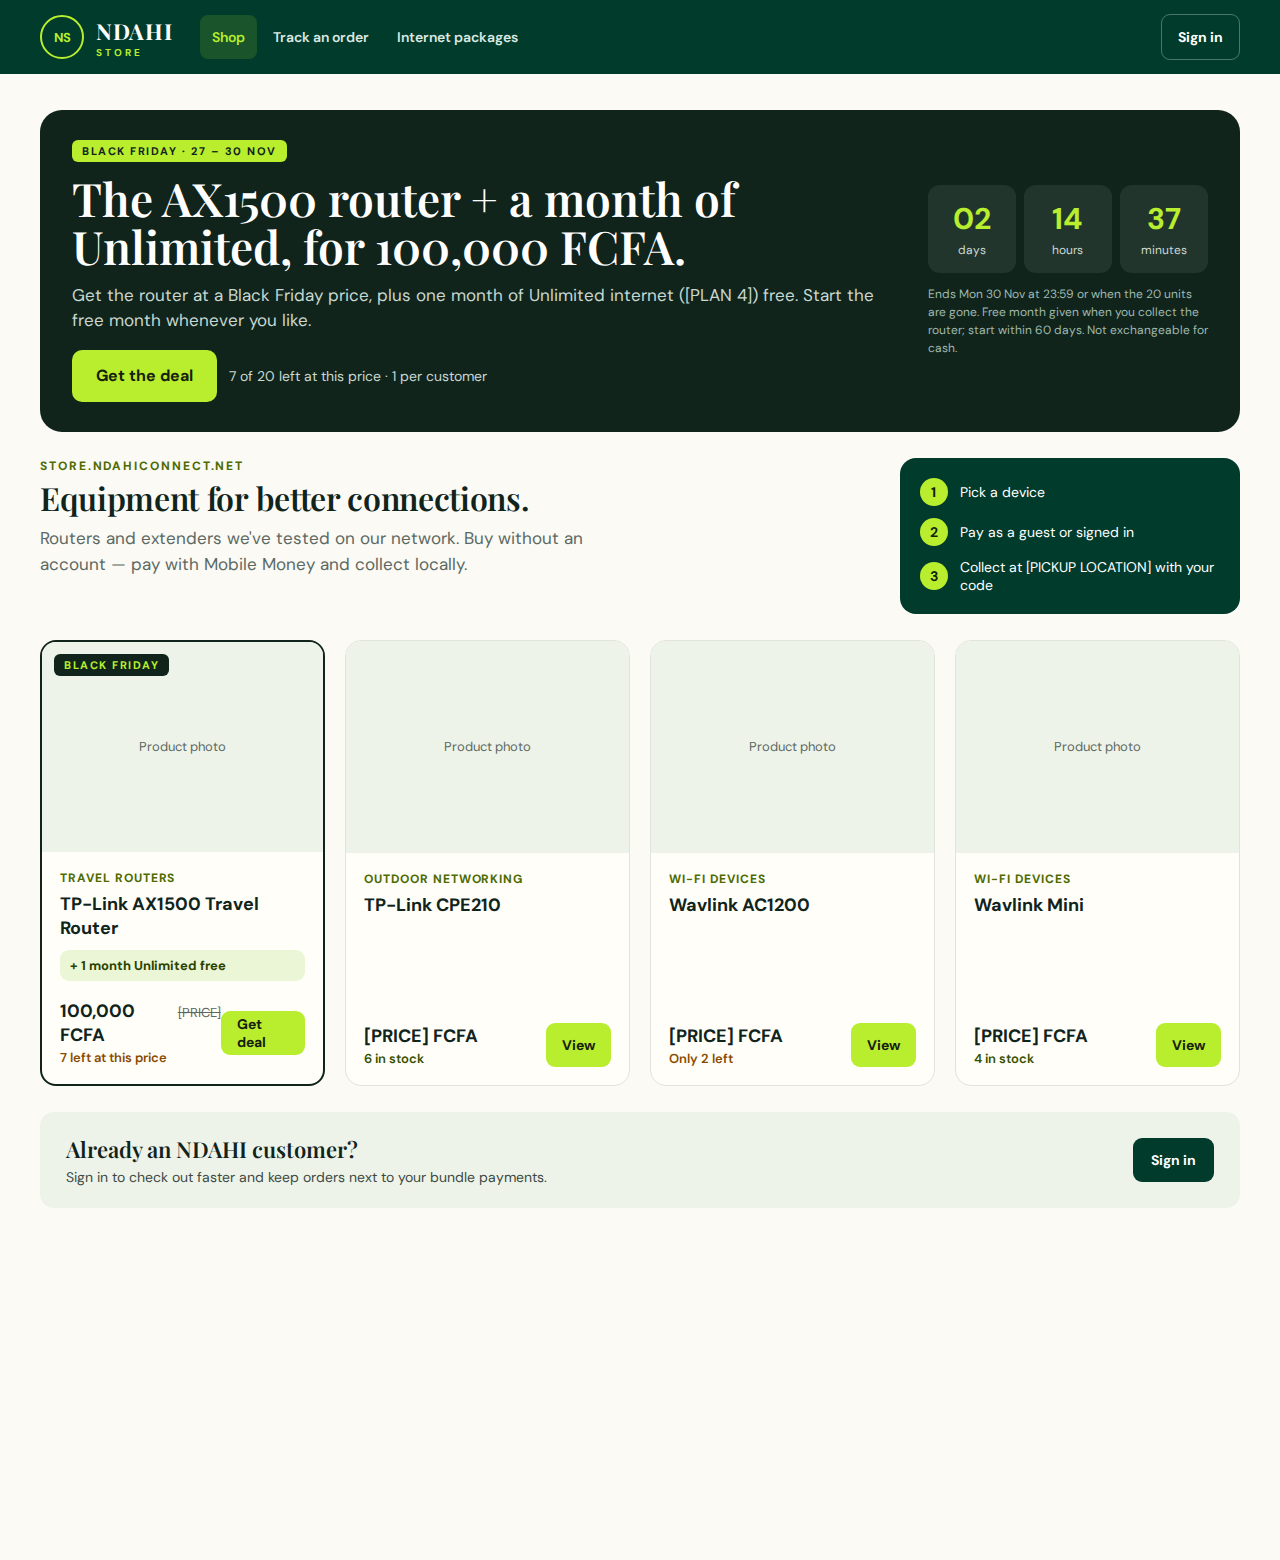 NS
NDAHI
STORE
Shop
Track an order
Internet packages
Sign in
BLACK FRIDAY · 27 – 30 NOV
The AX1500 router + a month of
Unlimited, for 100,000 FCFA.
Get the router at a Black Friday price, plus one month of Unlimited internet ([PLAN 4]) free. Start the
free month whenever you like.
Get the deal
7 of 20 left at this price · 1 per customer
02
days
14
hours
37
minutes
Ends Mon 30 Nov at 23:59 or when the 20 units
are gone. Free month given when you collect the
router; start within 60 days. Not exchangeable for
cash.
STORE.NDAHICONNECT.NET
Equipment for better connections.
Routers and extenders we've tested on our network. Buy without an
account — pay with Mobile Money and collect locally.
1
Pick a device
2
Pay as a guest or signed in
3
Collect at [PICKUP LOCATION] with your
code
BLACK FRIDAY
Product photo
TRAVEL ROUTERS
TP-Link AX1500 Travel
Router
+ 1 month Unlimited free
100,000
FCFA
[PRICE]
7 left at this price
Get
deal
Product photo
OUTDOOR NETWORKING
TP-Link CPE210
[PRICE] FCFA
6 in stock
View
Product photo
WI-FI DEVICES
Wavlink AC1200
[PRICE] FCFA
Only 2 left
View
Product photo
WI-FI DEVICES
Wavlink Mini
[PRICE] FCFA
4 in stock
View
Already an NDAHI customer?
Sign in to check out faster and keep orders next to your bundle payments.
Sign in